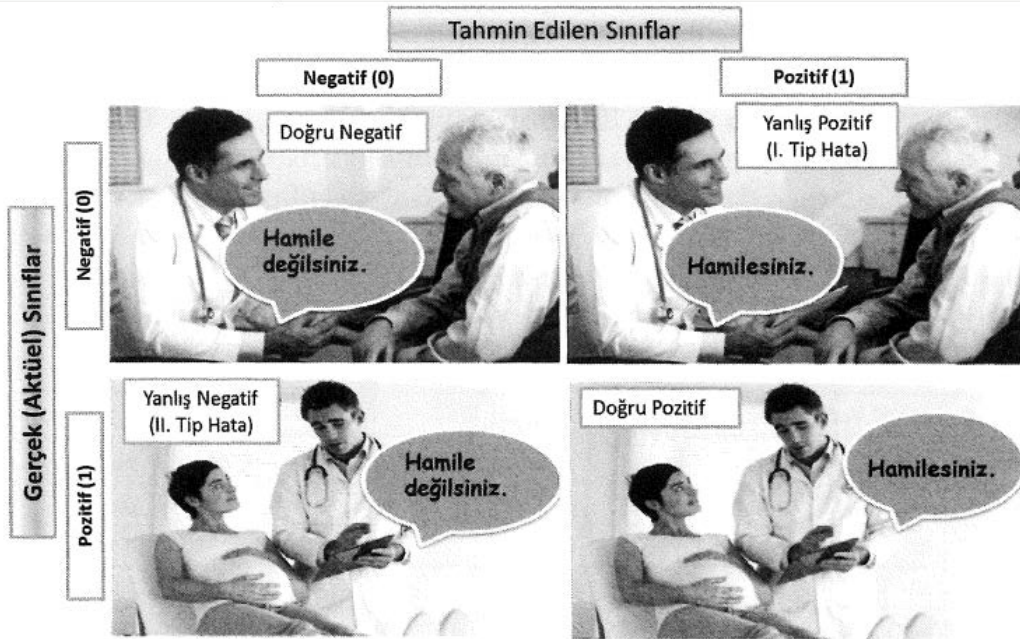 Tahmin Edilen Sınıflar
Negatif (0)
Pozitif (1)
Gerçek (Aktüel) Sınıflar
Negatif (0)
Doğru Negatif
Hamile
değilsiniz.
Yanlış Pozitif
(I. Tip Hata)
Hamilesiniz.
Pozitif (1)
Yanlış Negatif
(II. Tip Hata)
Hamile
değilsiniz.
Doğru Pozitif
Hamilesiniz.